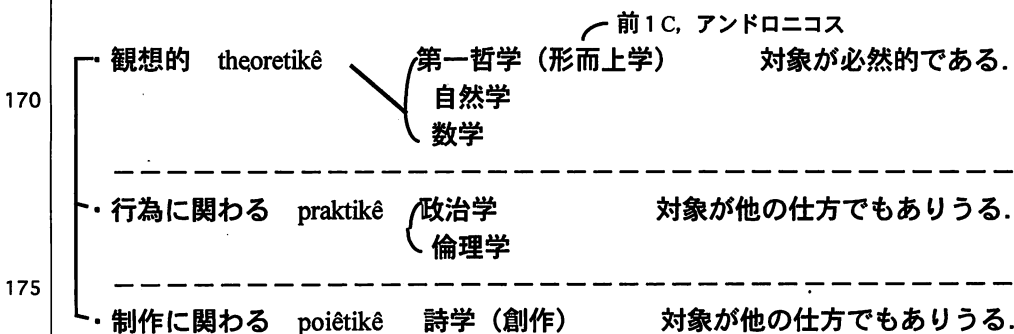 前1C，アンドロニコス
・観想的 theoretikê 第一哲学（形而上学） 対象が必然的である．
170 自然学
数学
・行為に関わる praktikê 政治学 対象が他の仕方でもありうる．
倫理学
175
・制作に関わる poiêtikê 詩学（創作） 対象が他の仕方でもありうる．